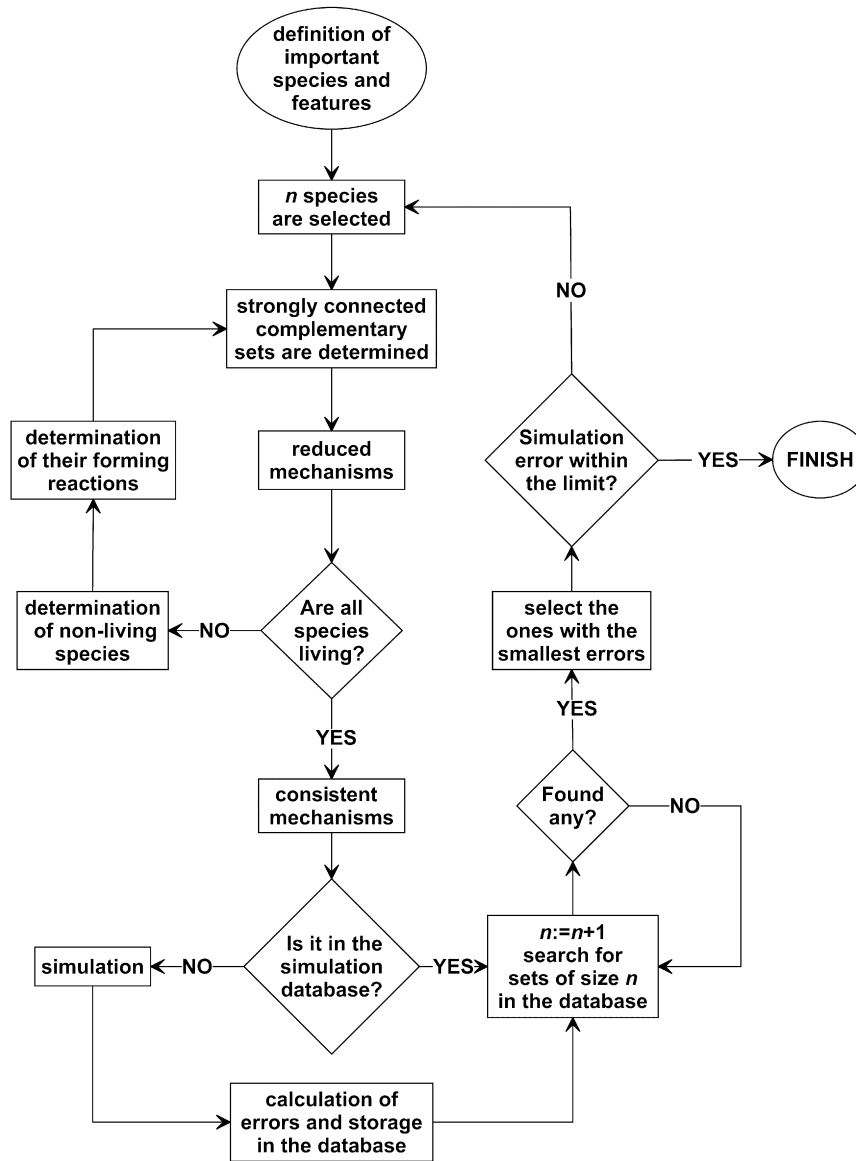 definition of
important
species and
features
n species
are selected
strongly connected
complementary
sets are determined
reduced
mechanisms
Are all
species
living?
NO
determination
of non-living
species
determination
of their forming
reactions
YES
consistent
mechanisms
Is it in the
simulation
database?
NO
simulation
calculation of
errors and storage
in the database
YES
n:=n+1
search for
sets of size n
in the database
Found
any?
NO
YES
select the
ones with the
smallest errors
Simulation
error within
the limit?
NO
YES
FINISH